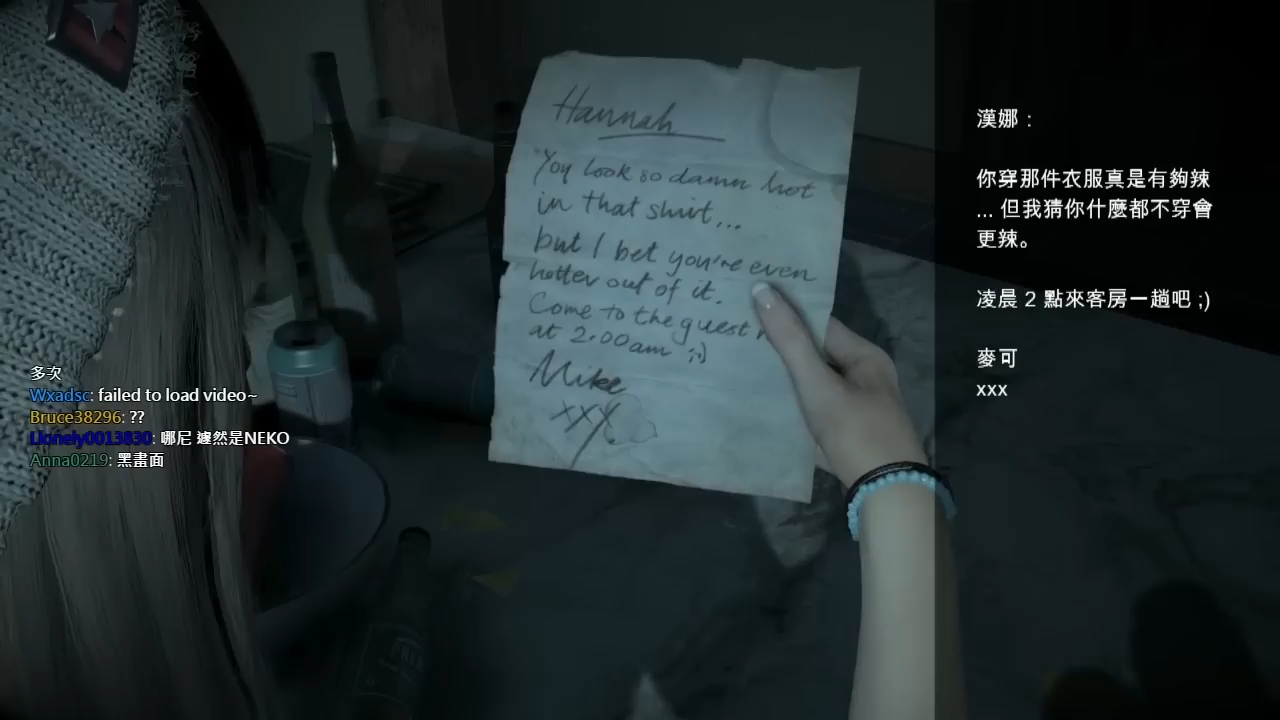 Hannah
You look so damn hot
in that shirt...
but I bet you're even
hotter out of it.
Come to the guest
at 2.00am ;)
Mike
xxx
漢娜：
你穿那件衣服真是有夠辣
... 但我猜你什麼都不穿會
更辣。
凌晨 2 點來客房一趟吧 ;)
麥可
xxx
多次
Wxadsc: failed to load video~
Bruce38296: ??
Lionely0013830: 哪尼 遽然是NEKO
Anna0219: 黑畫面